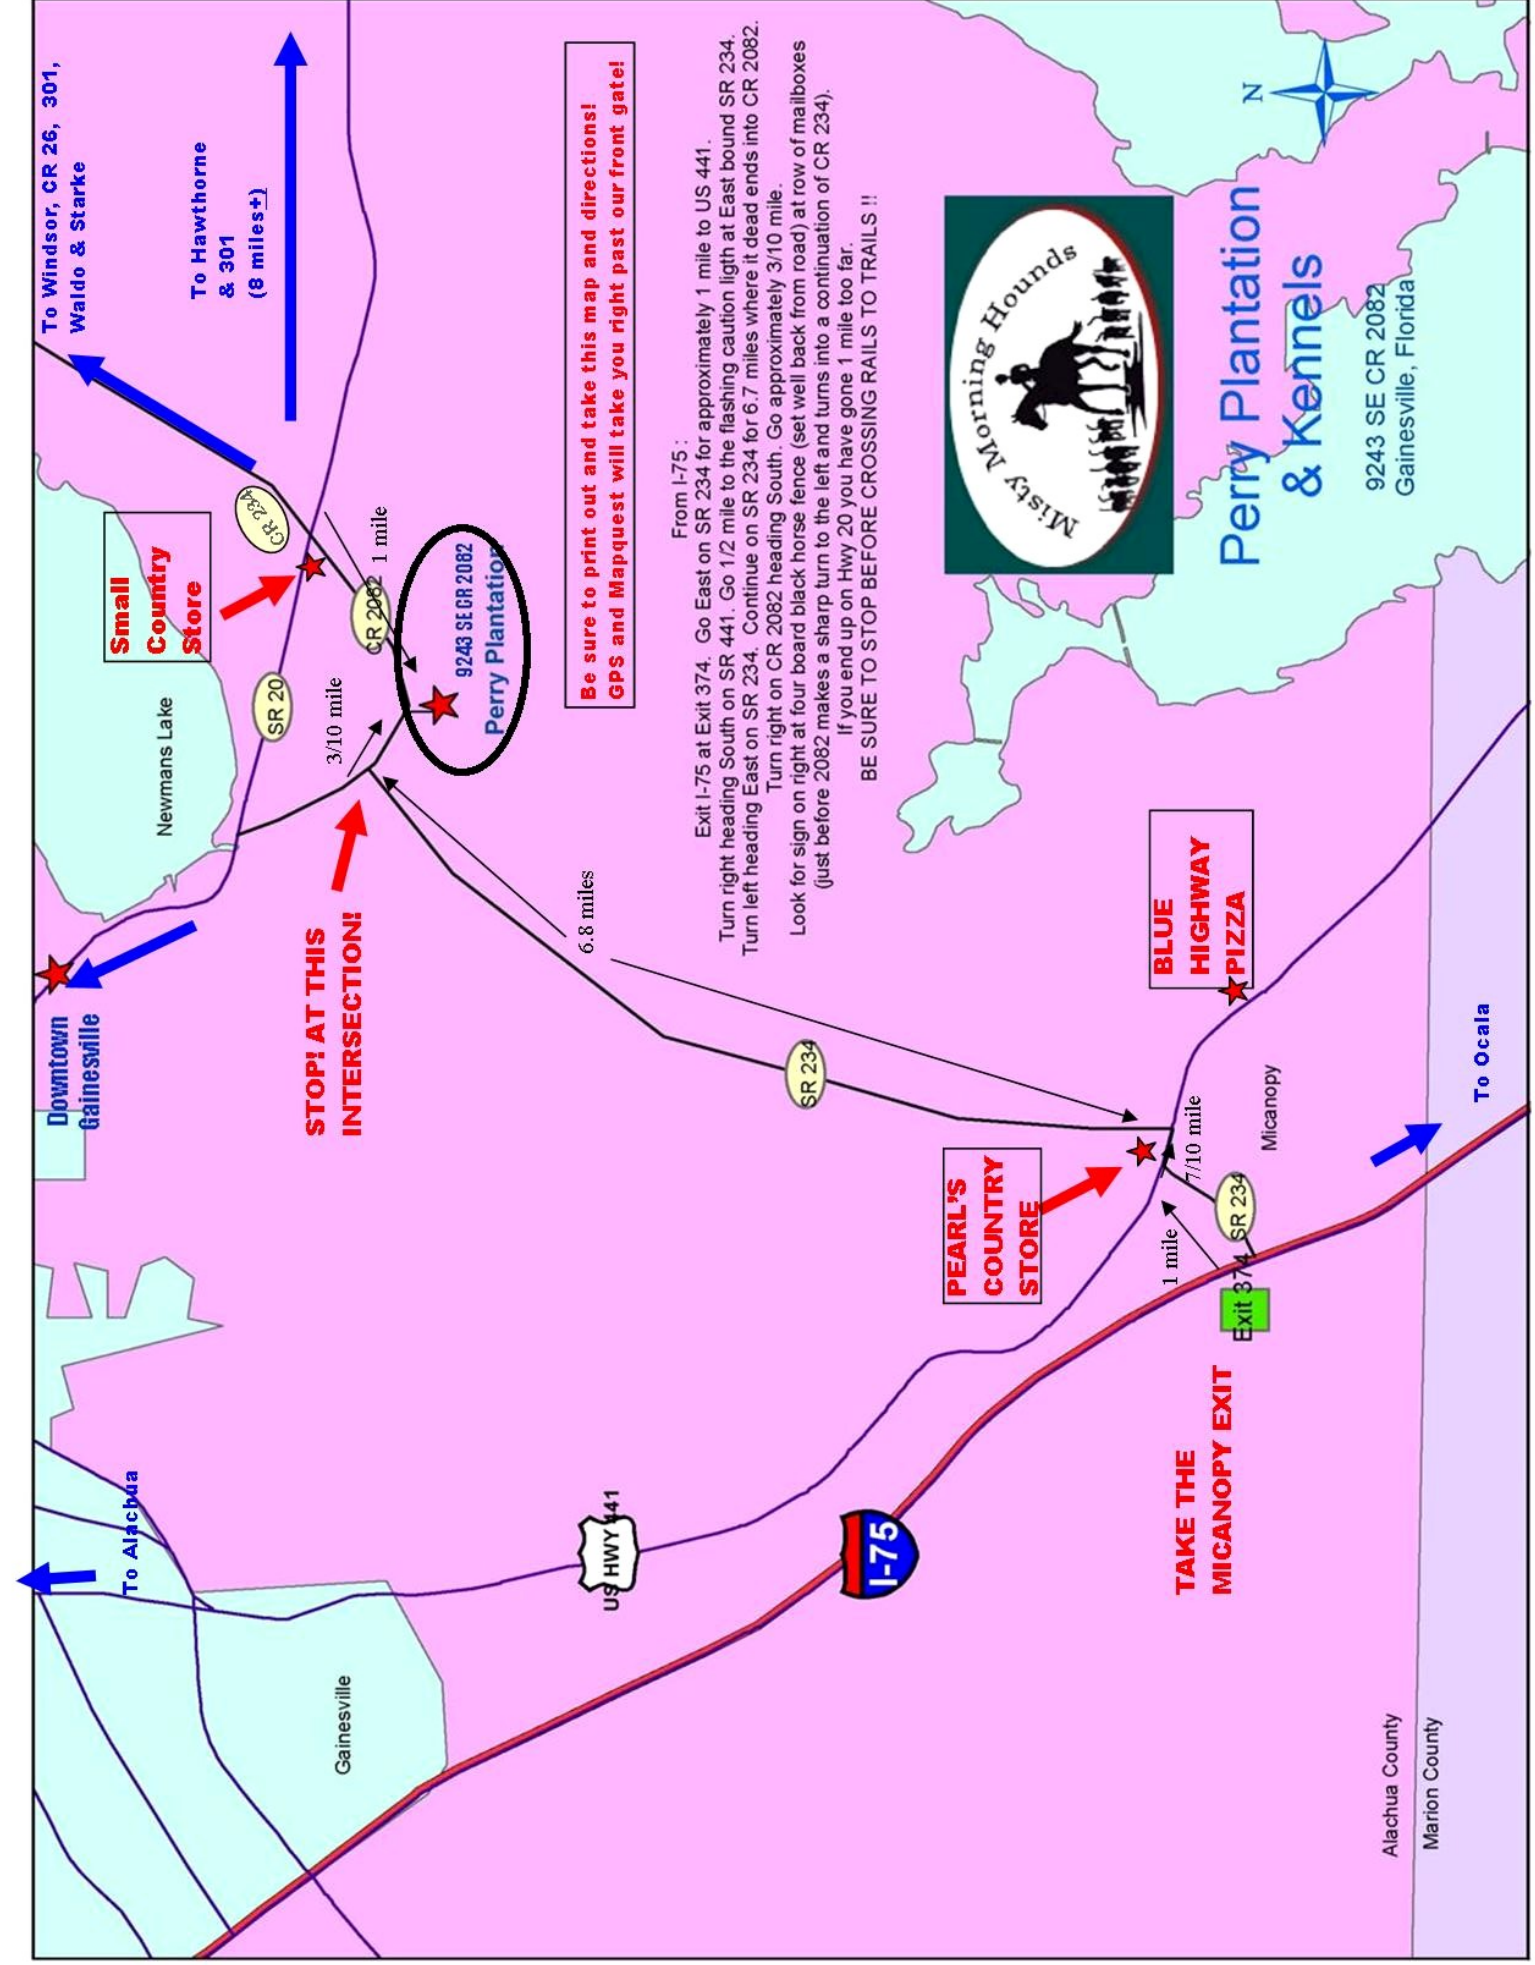 To Windsor, CR 26, 301,
Waldo & Starke
To Hawthorne
& 301
(8 miles+)
Small
Country
Store
CR 234
SR 20
Newmans Lake
Downtown
Gainesville
1 mile
CR 2082
3/10 mile
9243 SE CR 2082
Perry Plantation
STOP! AT THIS
INTERSECTION!
Be sure to print out and take this map and directions!
GPS and Mapquest will take you right past our front gate!
From I-75 :
Exit I-75 at Exit 374. Go East on SR 234 for approximately 1 mile to US 441.
Turn right heading South on SR 441. Go 1/2 mile to the flashing caution ligth at East bound SR 234.
Turn left heading East on SR 234. Continue on SR 234 for 6.7 miles where it dead ends into CR 2082.
Turn right on CR 2082 heading South. Go approximately 3/10 mile.
Look for sign on right at four board black horse fence (set well back from road) at row of mailboxes
(just before 2082 makes a sharp turn to the left and turns into a continuation of CR 234).
If you end up on Hwy 20 you have gone 1 mile too far.
BE SURE TO STOP BEFORE CROSSING RAILS TO TRAILS !!
6.8 miles
SR 234
Misty Morning Hounds
N
Perry Plantation
& Kennels
9243 SE CR 2082
Gainesville, Florida
BLUE
HIGHWAY
PIZZA
PEARL'S
COUNTRY
STORE
7/10 mile
1 mile
SR 234
Micanopy
Exit 374
To Ocala
TAKE THE
MICANOPY EXIT
To Alachua
US HWY 441
I-75
Gainesville
Alachua County
Marion County